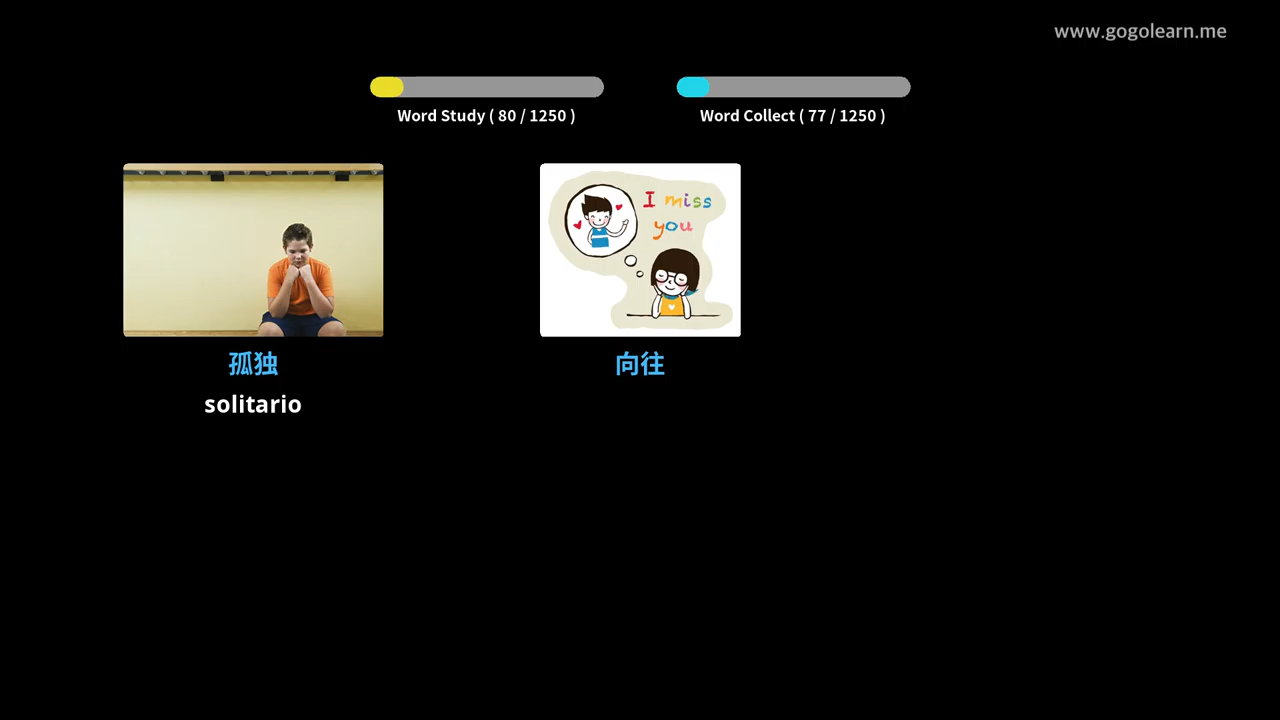 www.gogolearn.me
Word Study ( 80 / 1250 )
Word Collect ( 77 / 1250 )
I miss
you
孤独
向往
solitario